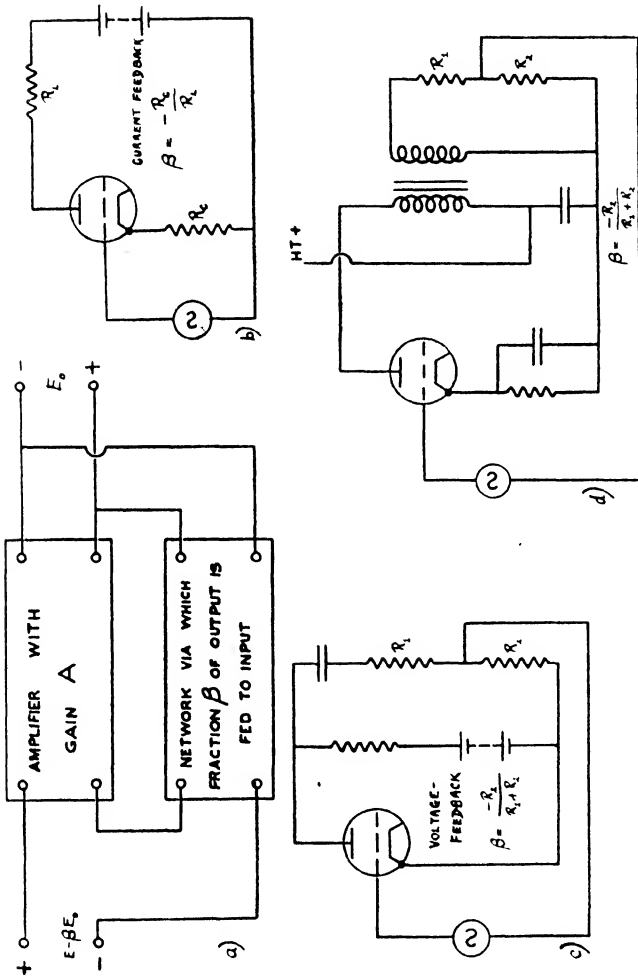 +
−
E-βE₀
AMPLIFIER WITH
GAIN A
NETWORK VIA WHICH
FRACTION β OF OUTPUT IS
FED TO INPUT
−
E₀
+
a)
R_L
CURRENT FEEDBACK
β = -R_c/R_L
R_c
S
b)
R₁
VOLTAGE-
FEEDBACK
β = -R₂/(R₁ + R₂)
R₂
S
c)
HT +
R₁
R₂
β = -R₂/(R₁ + R₂)
S
d)